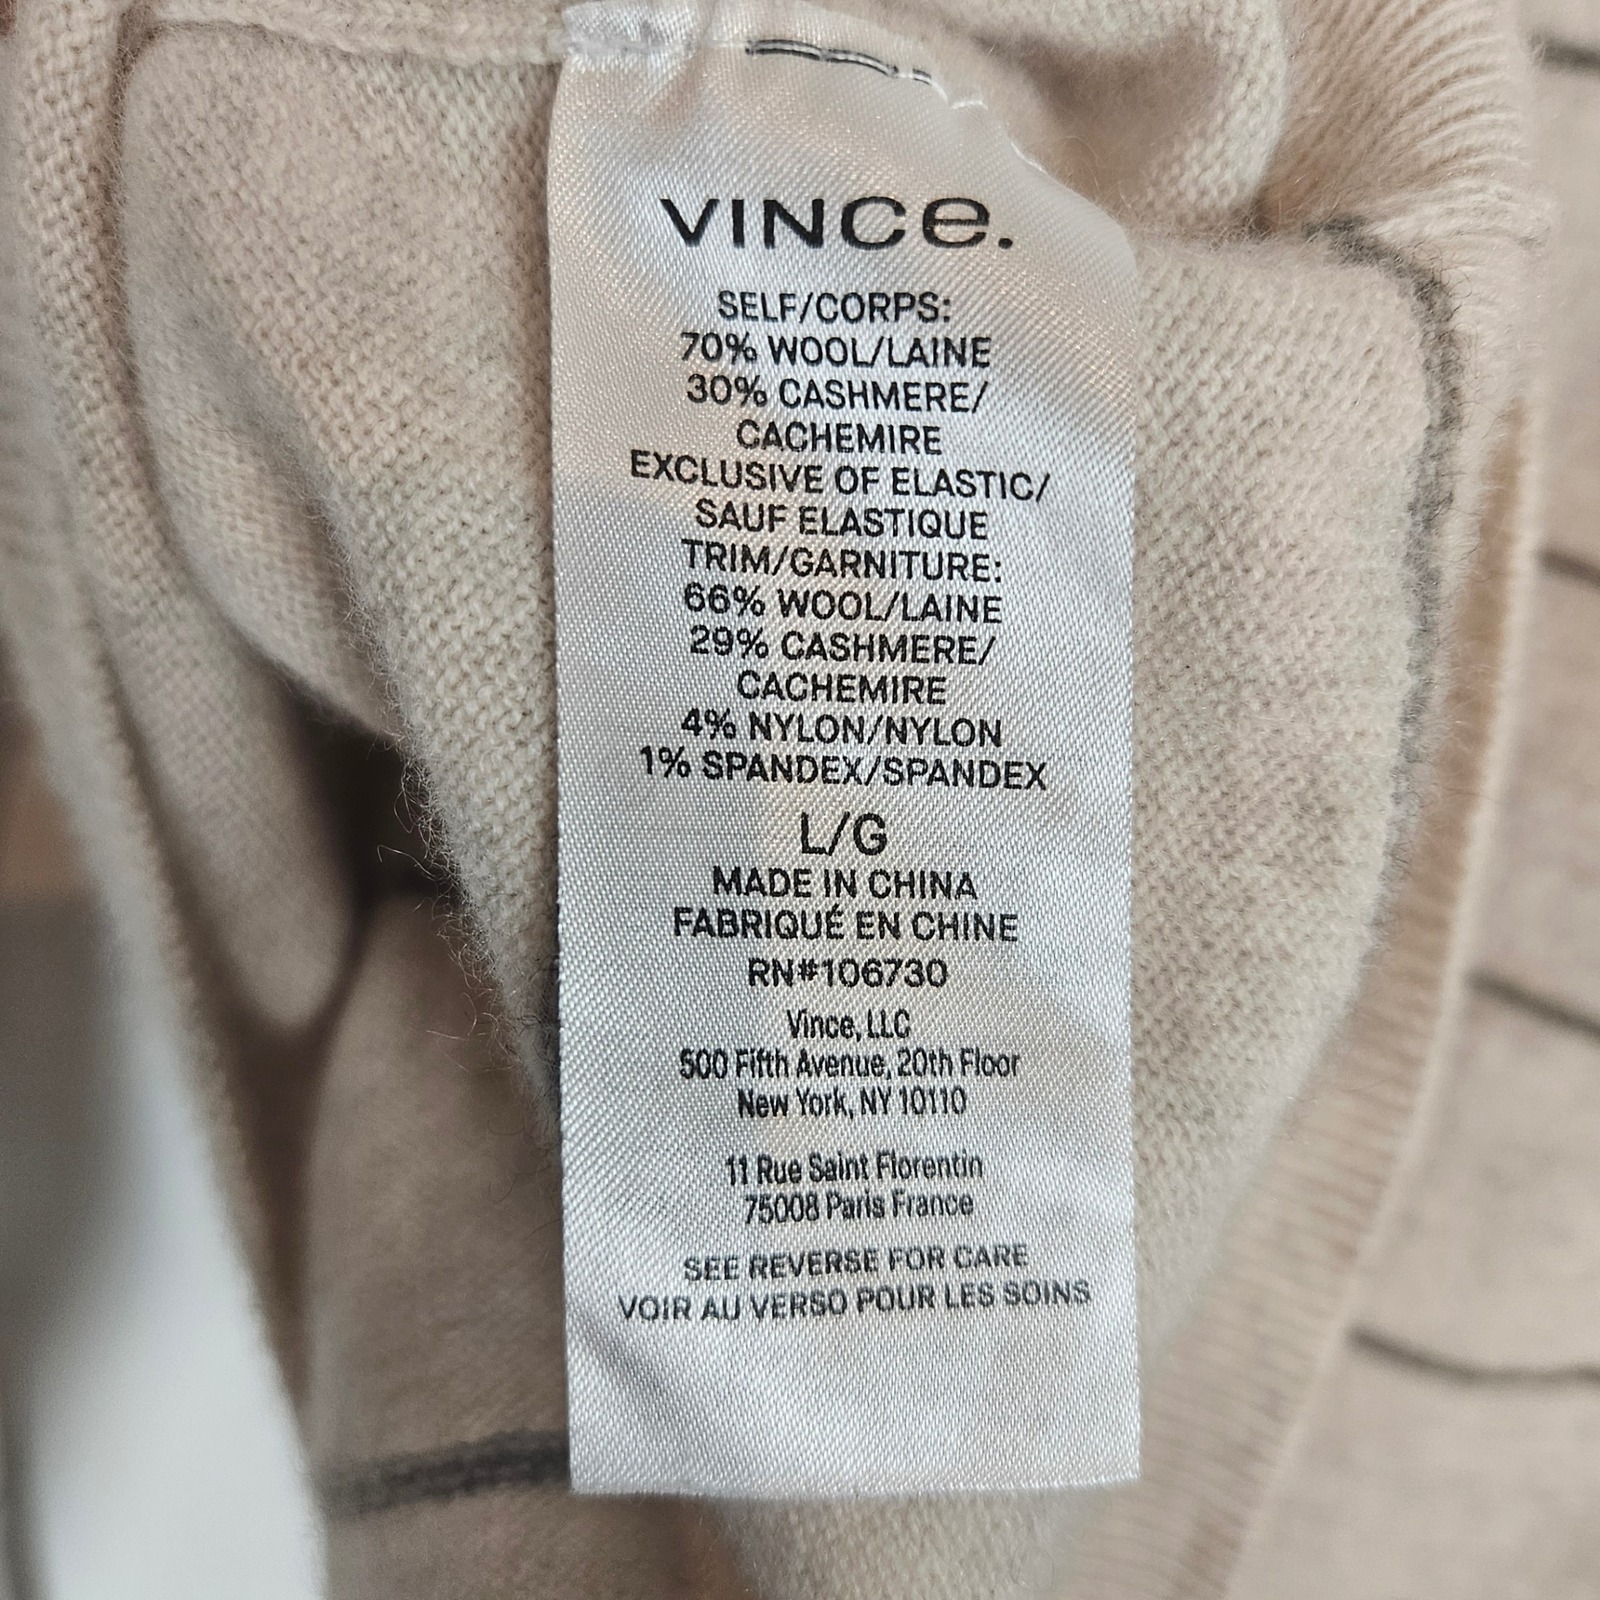 VINCe.
SELF/CORPS:
70% WOOL/LAINE
30% CASHMERE/
CACHEMIRE
EXCLUSIVE OF ELASTIC/
SAUF ELASTIQUE
TRIM/GARNITURE:
66% WOOL/LAINE
29% CASHMERE/
CACHEMIRE
4% NYLON/NYLON
1% SPANDEX/SPANDEX
L/G
MADE IN CHINA
FABRIQUÉ EN CHINE
RN#106730
Vince, LLC
500 Fifth Avenue, 20th Floor
New York, NY 10110
11 Rue Saint Florentin
75008 Paris France
SEE REVERSE FOR CARE
VOIR AU VERSO POUR LES SOINS